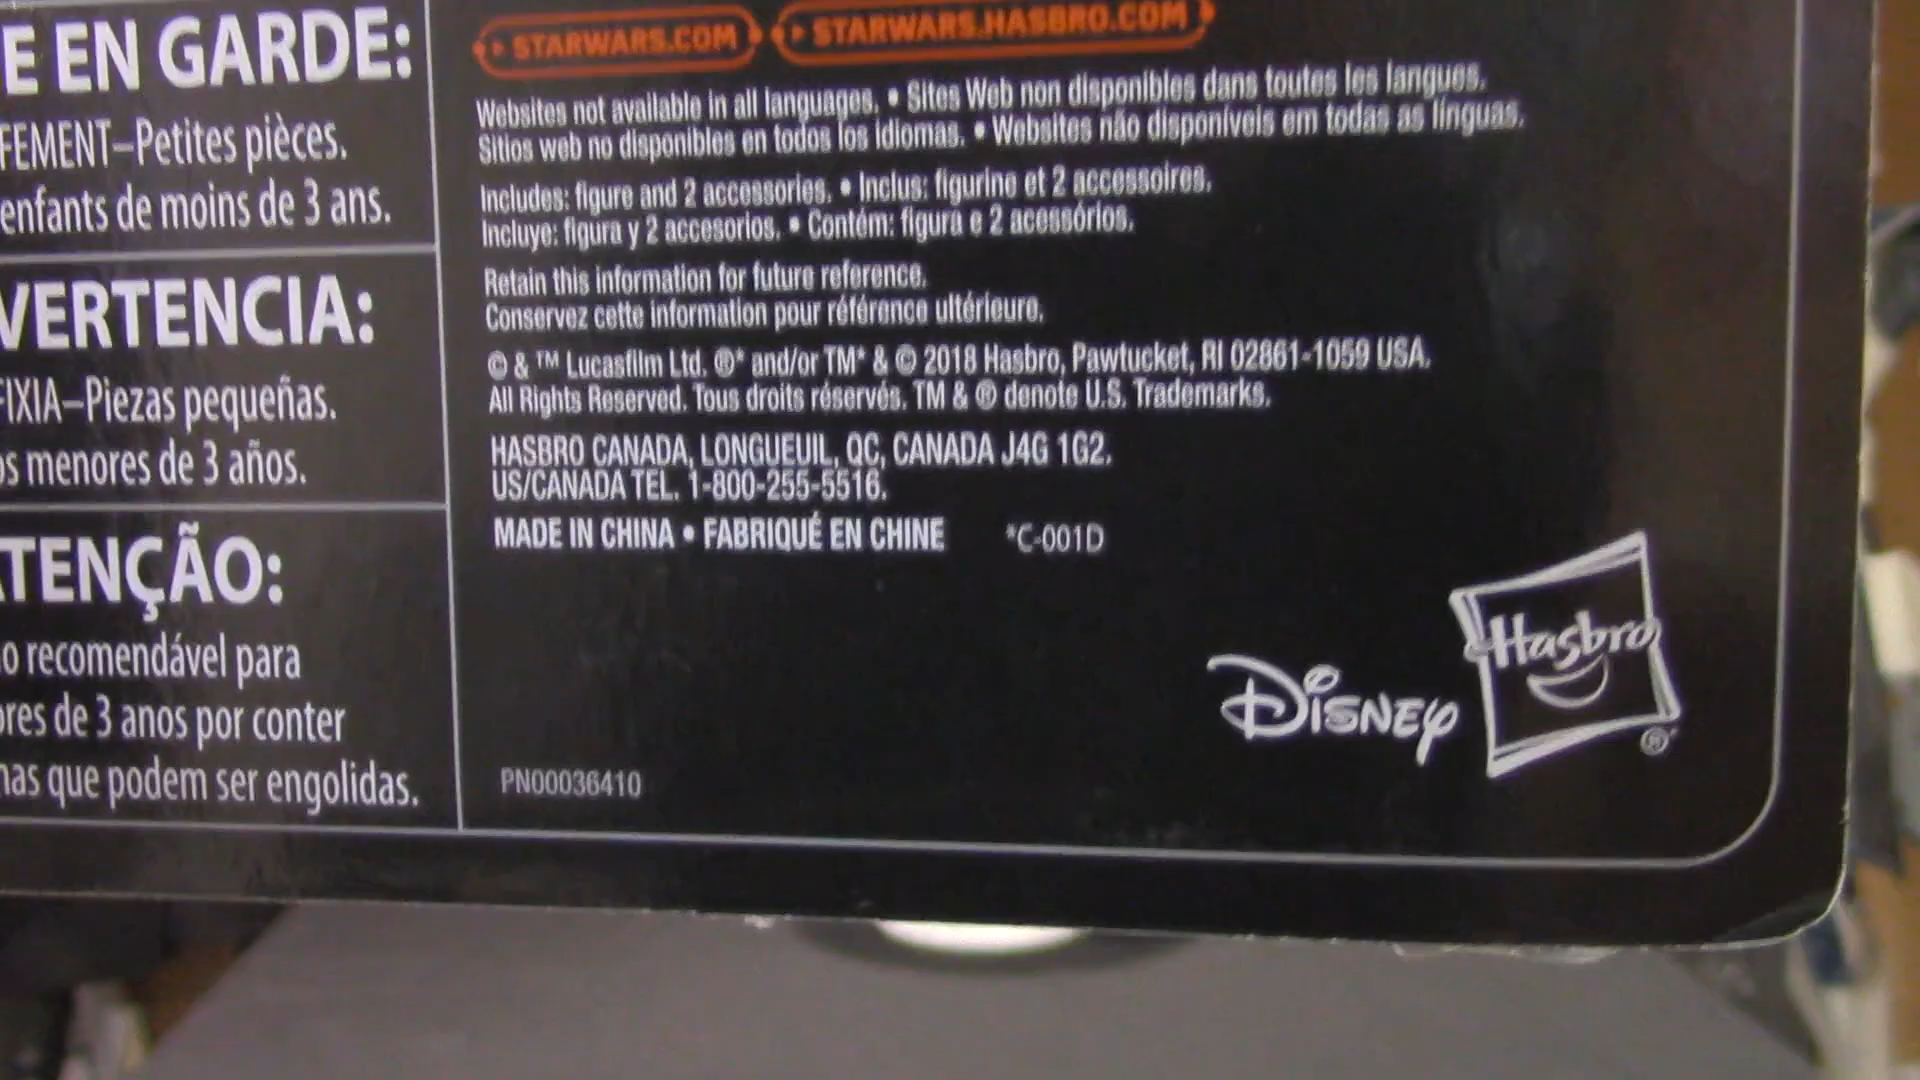 E EN GARDE:
FEMENT–Petites pièces.
enfants de moins de 3 ans.
VERTENCIA:
FIXIA–Piezas pequeñas.
os menores de 3 años.
ATENÇÃO:
o recomendável para
ores de 3 anos por conter
nas que podem ser engolidas.
STARWARS.COM STARWARS.HASBRO.COM
Websites not available in all languages. • Sites Web non disponibles dans toutes les langues.
Sitios web no disponibles en todos los idiomas. • Websites não disponíveis em todas as línguas.
Includes: figure and 2 accessories. • Inclus: figurine et 2 accessoires.
Incluye: figura y 2 accesorios. • Contém: figura e 2 acessórios.
Retain this information for future reference.
Conservez cette information pour référence ultérieure.
© & ™ Lucasfilm Ltd. ®* and/or TM* & © 2018 Hasbro, Pawtucket, RI 02861-1059 USA.
All Rights Reserved. Tous droits réservés. TM & ® denote U.S. Trademarks.
HASBRO CANADA, LONGUEUIL, QC, CANADA J4G 1G2.
US/CANADA TEL. 1-800-255-5516.
MADE IN CHINA • FABRIQUÉ EN CHINE *C-001D
Hasbro
DISNEY
®*
PN00036410